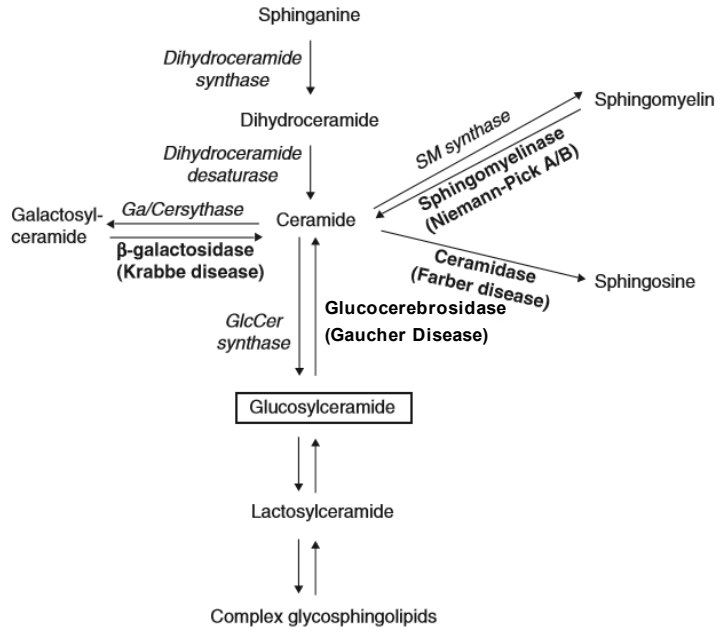 Sphinganine
Dihydroceramide
synthase
Dihydroceramide
Dihydroceramide
desaturase
SM synthase
Sphingomyelin
Sphingomyelinase
(Niemann-Pick A/B)
Galactosyl-
ceramide
Ga/Cersythase
β-galactosidase
(Krabbe disease)
Ceramide
Ceramidase
(Farber disease)
Sphingosine
GlcCer
synthase
Glucocerebrosidase
(Gaucher Disease)
Glucosylceramide
Lactosylceramide
Complex glycosphingolipids